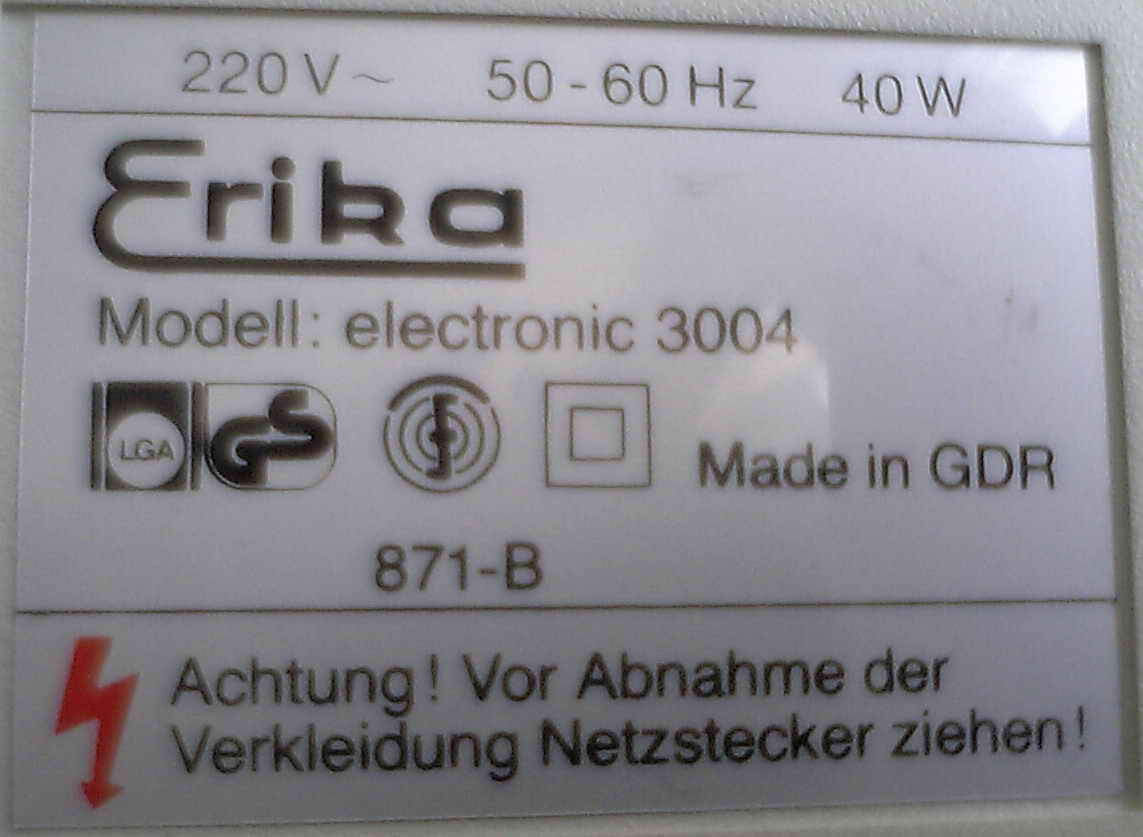 220 V ~ 50 - 60 Hz 40 W
Erika
Modell: electronic 3004
LGA GS Made in GDR
871-B
Achtung! Vor Abnahme der
Verkleidung Netzstecker ziehen!